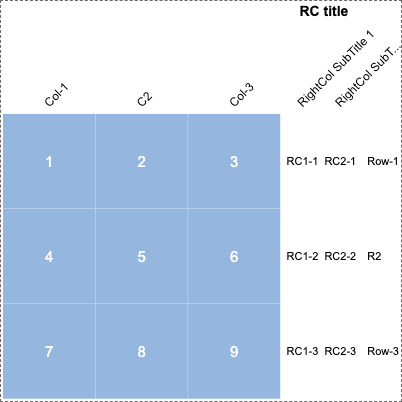 RC title
Col-1 C2 Col-3 RightCol SubTitle 1 RightCol SubT...
1 2 3 RC1-1 RC2-1 Row-1
4 5 6 RC1-2 RC2-2 R2
7 8 9 RC1-3 RC2-3 Row-3